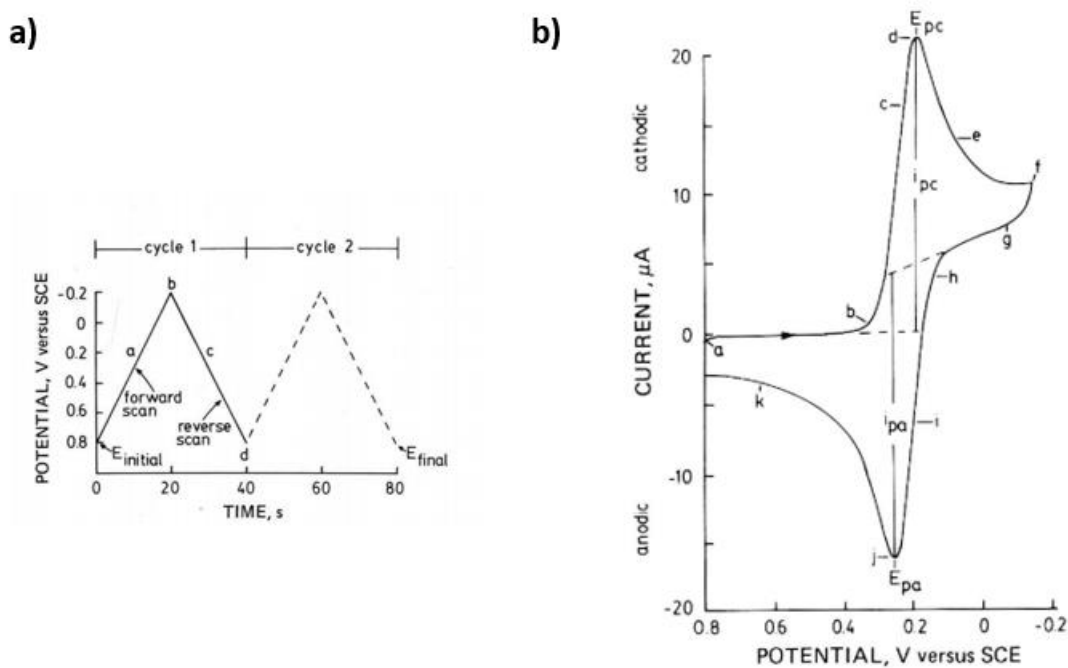 a)
cycle 1
cycle 2
POTENTIAL, V versus SCE
-0.2
0
0.2
0.4
0.6
0.8
b
a
c
forward
scan
reverse
scan
d
E initial
E final
0
20
40
60
80
TIME, s
b)
E pc
d
c
e
f
i pc
g
h
b
a
k
i pa
i
j
E pa
cathodic
anodic
CURRENT, µA
20
10
0
-10
-20
0.8
0.6
0.4
0.2
0
-0.2
POTENTIAL, V versus SCE